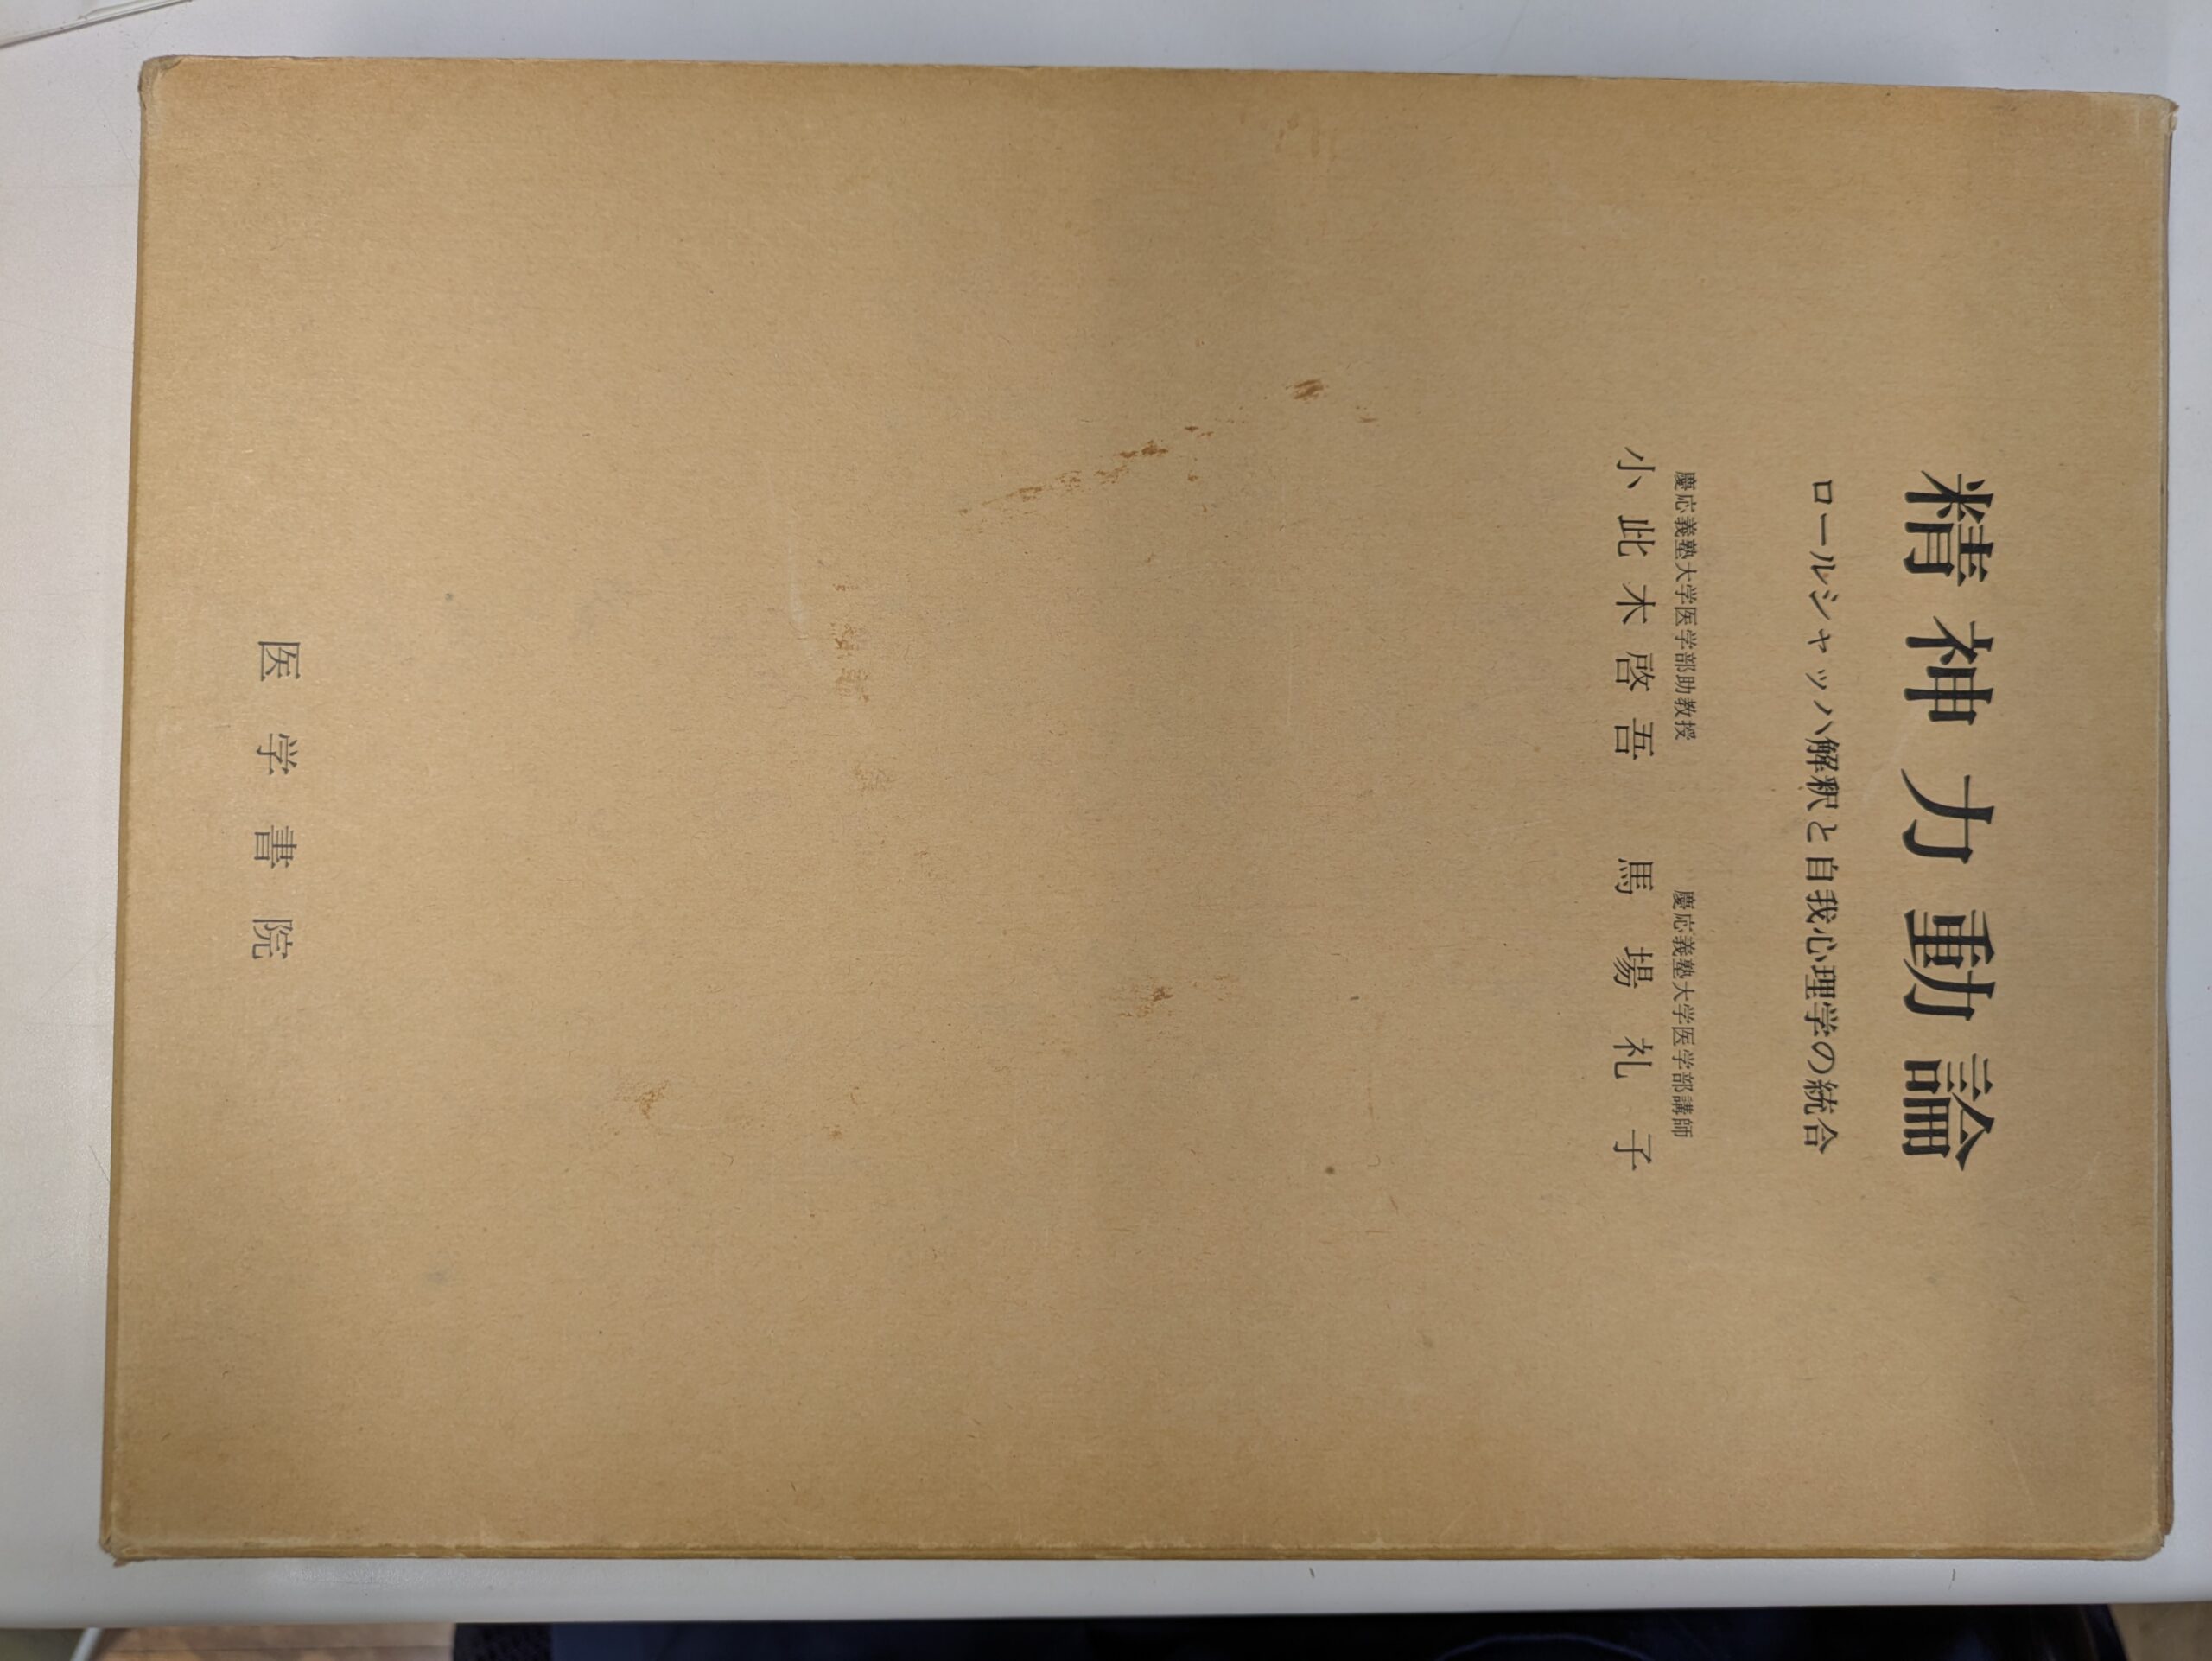 精神力動論
ロールシャッハ解釈と自我心理学の統合
慶応義塾大学医学部助教授 慶応義塾大学医学部講師
小此木啓吾 馬場礼子
医学書院